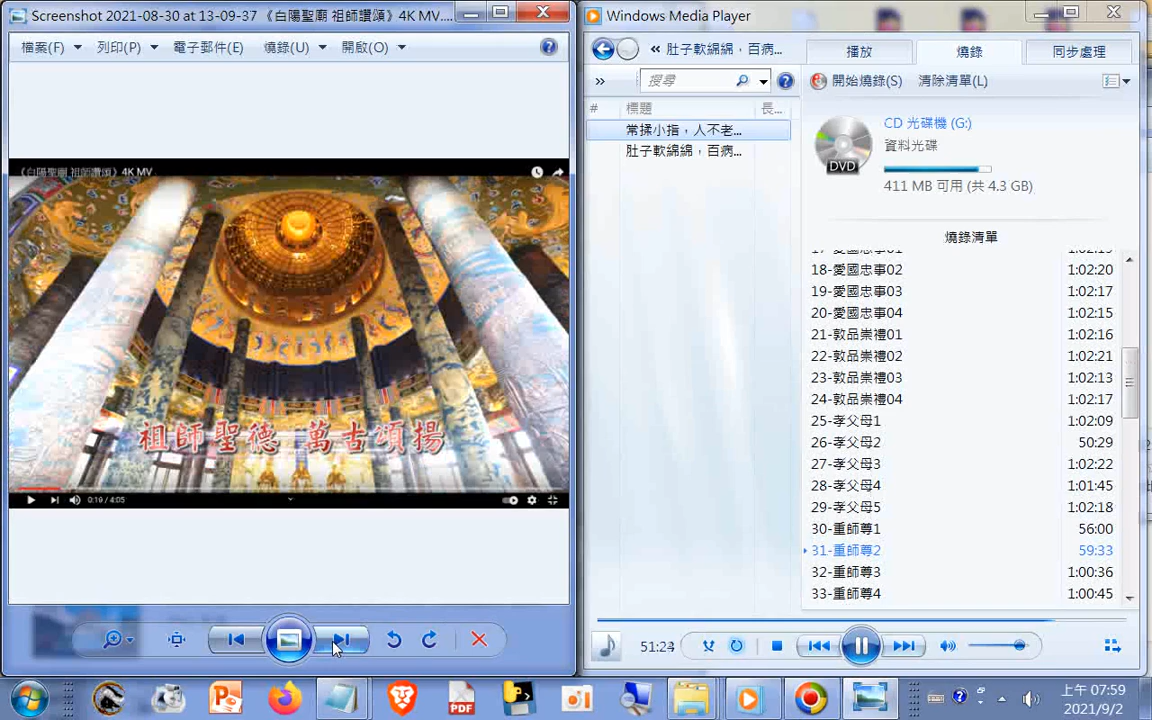 Screenshot 2021-08-30 at 13-09-37 《白陽聖廟 祖師讚頌》4K MV....
檔案(F) 列印(P) 電子郵件(E) 燒錄(U) 開啟(O)
《白陽聖廟 祖師讚頌》4K MV
祖師聖德 萬古頌揚
0:19 / 4:05
Windows Media Player
« 肚子軟綿綿，百病...
播放 燒錄 同步處理
» 搜尋
開始燒錄(S) 清除清單(L)
# 標題 長...
常揉小指，人不老...
肚子軟綿綿，百病...
CD 光碟機 (G:)
資料光碟
DVD
411 MB 可用 (共 4.3 GB)
燒錄清單
18-愛國忠事02 1:02:20
19-愛國忠事03 1:02:17
20-愛國忠事04 1:02:15
21-敦品崇禮01 1:02:16
22-敦品崇禮02 1:02:21
23-敦品崇禮03 1:02:13
24-敦品崇禮04 1:02:17
25-孝父母1 1:02:09
26-孝父母2 50:29
27-孝父母3 1:02:22
28-孝父母4 1:01:45
29-孝父母5 1:02:18
30-重師尊1 56:00
31-重師尊2 59:33
32-重師尊3 1:00:36
33-重師尊4 1:00:45
51:24
PDF
上午 07:59
2021/9/2